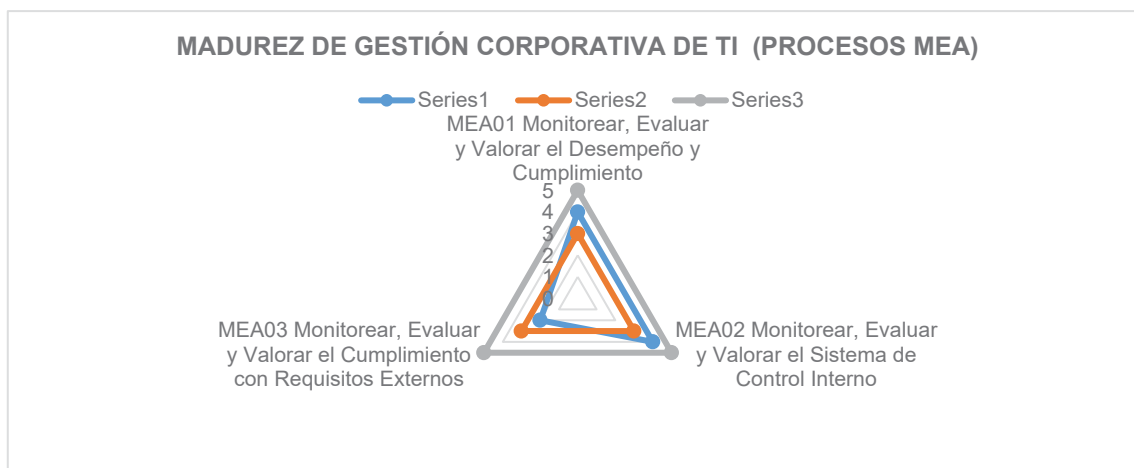 MADUREZ DE GESTIÓN CORPORATIVA DE TI (PROCESOS MEA)
Series1 Series2 Series3
MEA01 Monitorear, Evaluar
y Valorar el Desempeño y
Cumplimiento
5
4
3
2
1
0
MEA03 Monitorear, Evaluar
y Valorar el Cumplimiento
con Requisitos Externos
MEA02 Monitorear, Evaluar
y Valorar el Sistema de
Control Interno